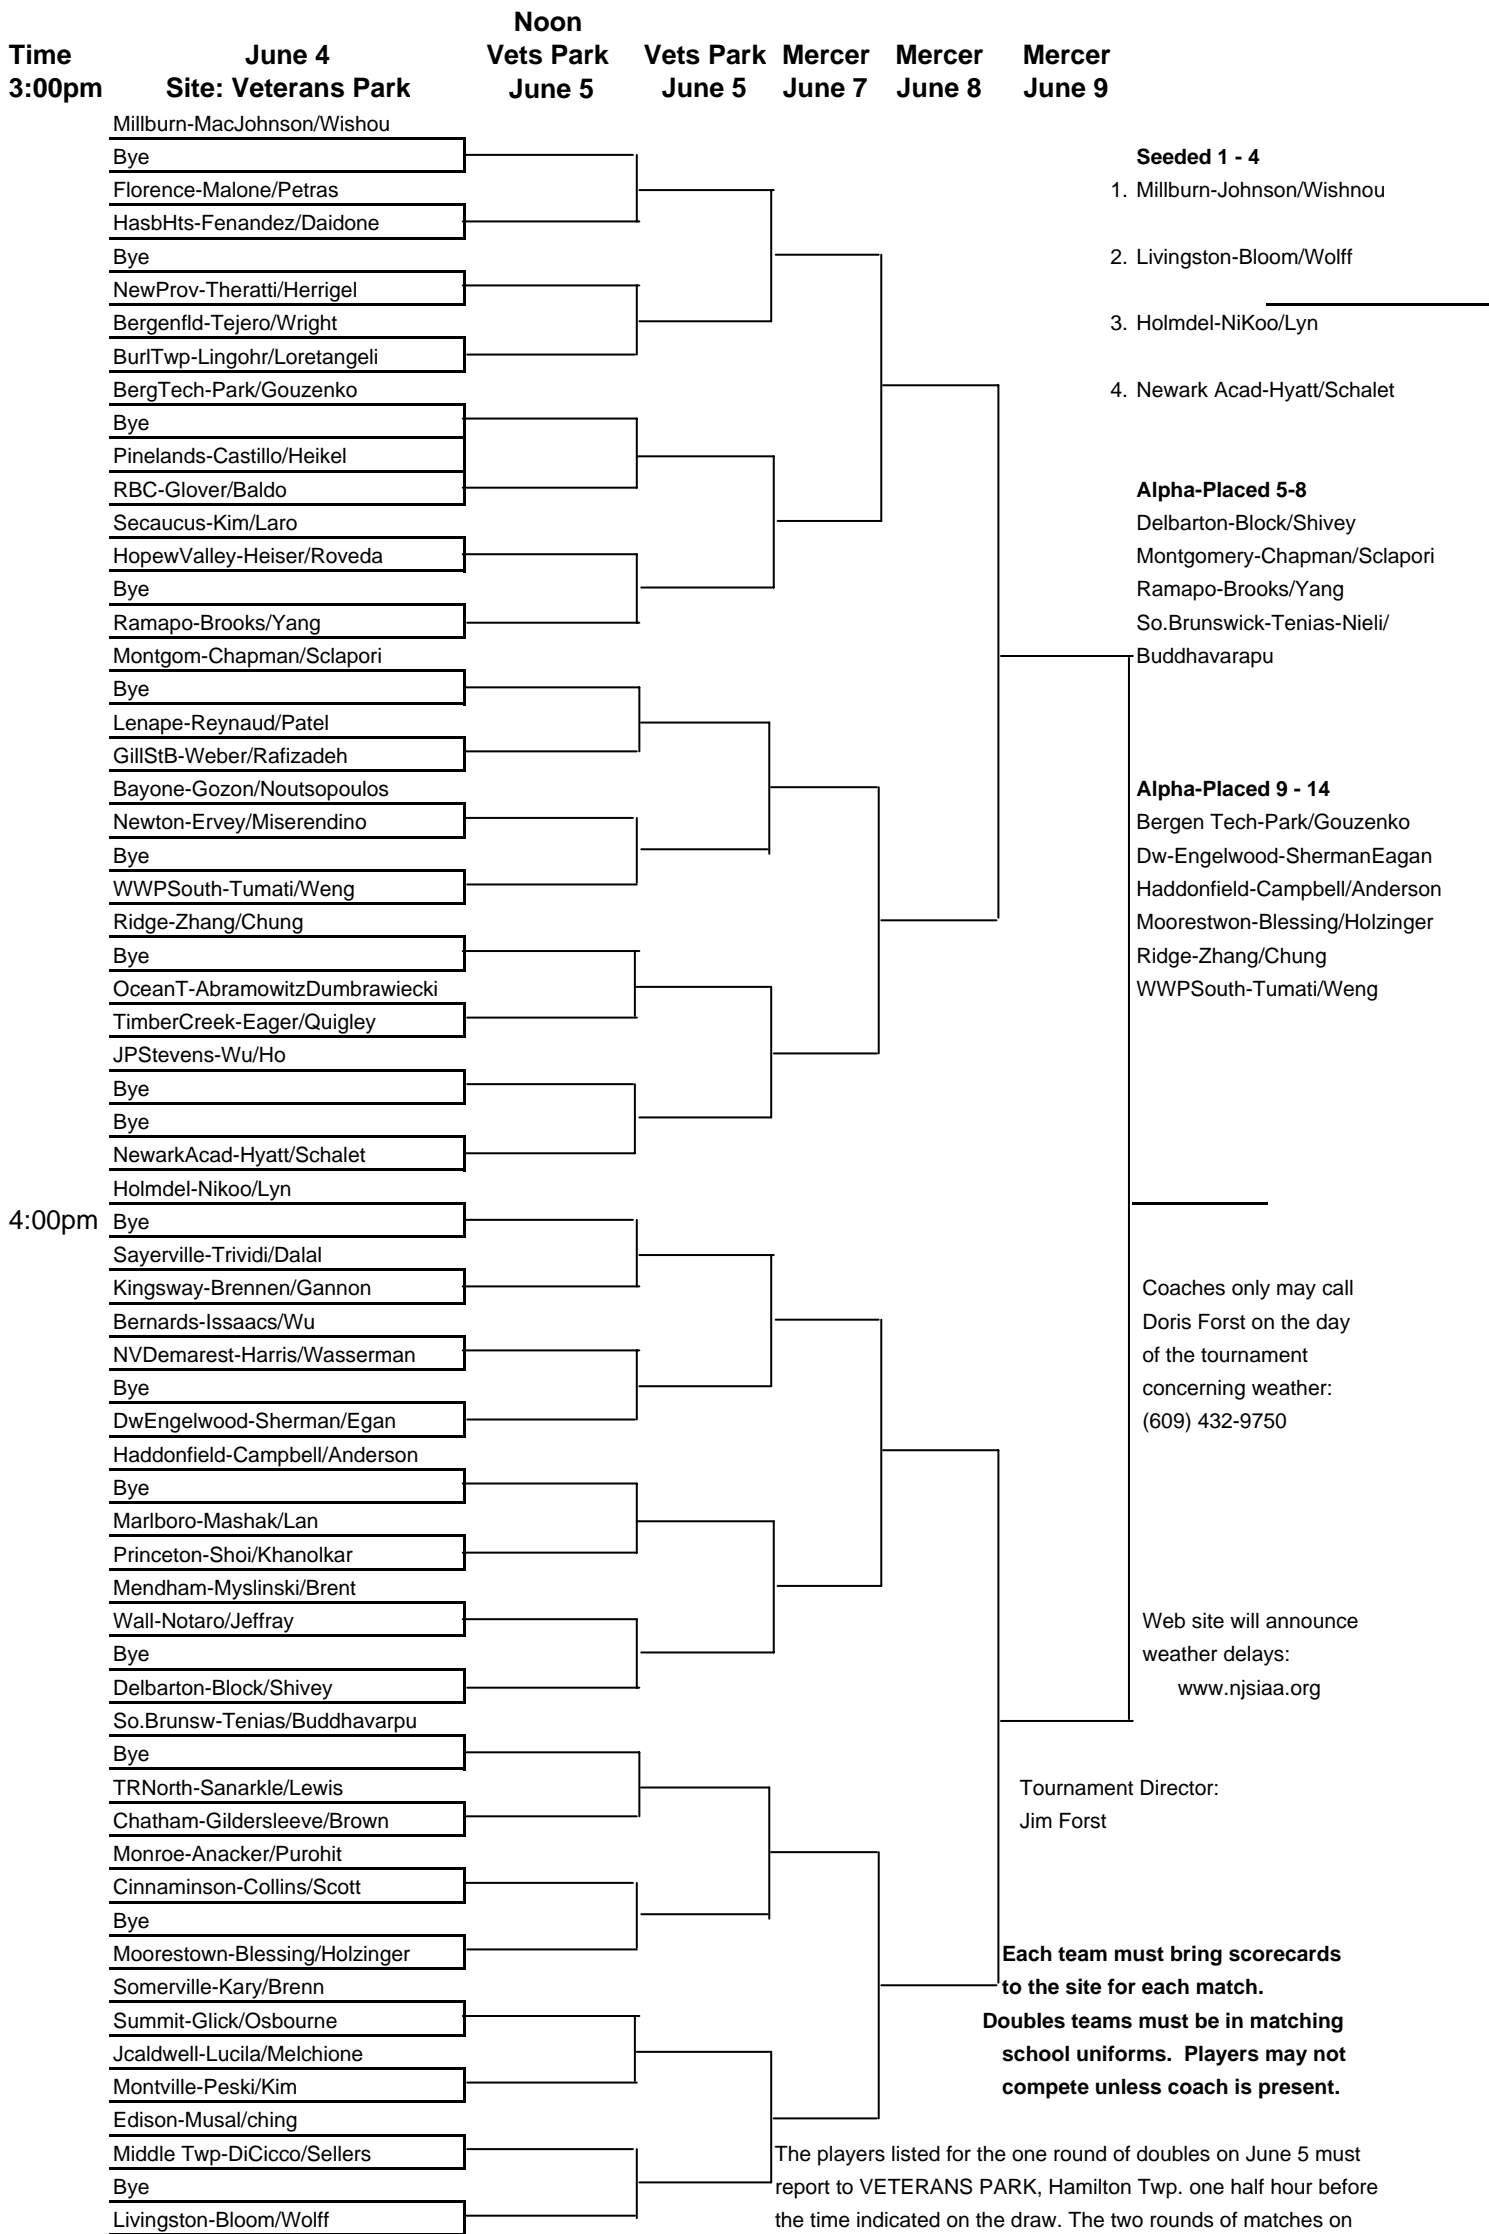 Noon
Time June 4 Vets Park Vets Park Mercer Mercer Mercer
3:00pm Site: Veterans Park June 5 June 5 June 7 June 8 June 9
Millburn-MacJohnson/Wishou
Bye
Florence-Malone/Petras
HasbHts-Fenandez/Daidone
Bye
NewProv-Theratti/Herrigel
Bergenfld-Tejero/Wright
BurlTwp-Lingohr/Loretangeli
BergTech-Park/Gouzenko
Bye
Pinelands-Castillo/Heikel
RBC-Glover/Baldo
Secaucus-Kim/Laro
HopewValley-Heiser/Roveda
Bye
Ramapo-Brooks/Yang
Montgom-Chapman/Sclapori
Bye
Lenape-Reynaud/Patel
GillStB-Weber/Rafizadeh
Bayone-Gozon/Noutsopoulos
Newton-Ervey/Miserendino
Bye
WWPSouth-Tumati/Weng
Ridge-Zhang/Chung
Bye
OceanT-AbramowitzDumbrawiecki
TimberCreek-Eager/Quigley
JPStevens-Wu/Ho
Bye
Bye
NewarkAcad-Hyatt/Schalet
Holmdel-Nikoo/Lyn
4:00pm Bye
Sayerville-Trividi/Dalal
Kingsway-Brennen/Gannon
Bernards-Issaacs/Wu
NVDemarest-Harris/Wasserman
Bye
DwEngelwood-Sherman/Egan
Haddonfield-Campbell/Anderson
Bye
Marlboro-Mashak/Lan
Princeton-Shoi/Khanolkar
Mendham-Myslinski/Brent
Wall-Notaro/Jeffray
Bye
Delbarton-Block/Shivey
So.Brunsw-Tenias/Buddhavarpu
Bye
TRNorth-Sanarkle/Lewis
Chatham-Gildersleeve/Brown
Monroe-Anacker/Purohit
Cinnaminson-Collins/Scott
Bye
Moorestown-Blessing/Holzinger
Somerville-Kary/Brenn
Summit-Glick/Osbourne
Jcaldwell-Lucila/Melchione
Montville-Peski/Kim
Edison-Musal/ching
Middle Twp-DiCicco/Sellers
Bye
Livingston-Bloom/Wolff
Seeded 1 - 4
1. Millburn-Johnson/Wishnou
2. Livingston-Bloom/Wolff
3. Holmdel-NiKoo/Lyn
4. Newark Acad-Hyatt/Schalet
Alpha-Placed 5-8
Delbarton-Block/Shivey
Montgomery-Chapman/Sclapori
Ramapo-Brooks/Yang
So.Brunswick-Tenias-Nieli/
Buddhavarapu
Alpha-Placed 9 - 14
Bergen Tech-Park/Gouzenko
Dw-Engelwood-ShermanEagan
Haddonfield-Campbell/Anderson
Moorestwon-Blessing/Holzinger
Ridge-Zhang/Chung
WWPSouth-Tumati/Weng
Coaches only may call
Doris Forst on the day
of the tournament
concerning weather:
(609) 432-9750
Web site will announce
weather delays:
www.njsiaa.org
Tournament Director:
Jim Forst
Each team must bring scorecards
to the site for each match.
Doubles teams must be in matching
school uniforms. Players may not
compete unless coach is present.
The players listed for the one round of doubles on June 5 must
report to VETERANS PARK, Hamilton Twp. one half hour before
the time indicated on the draw. The two rounds of matches on